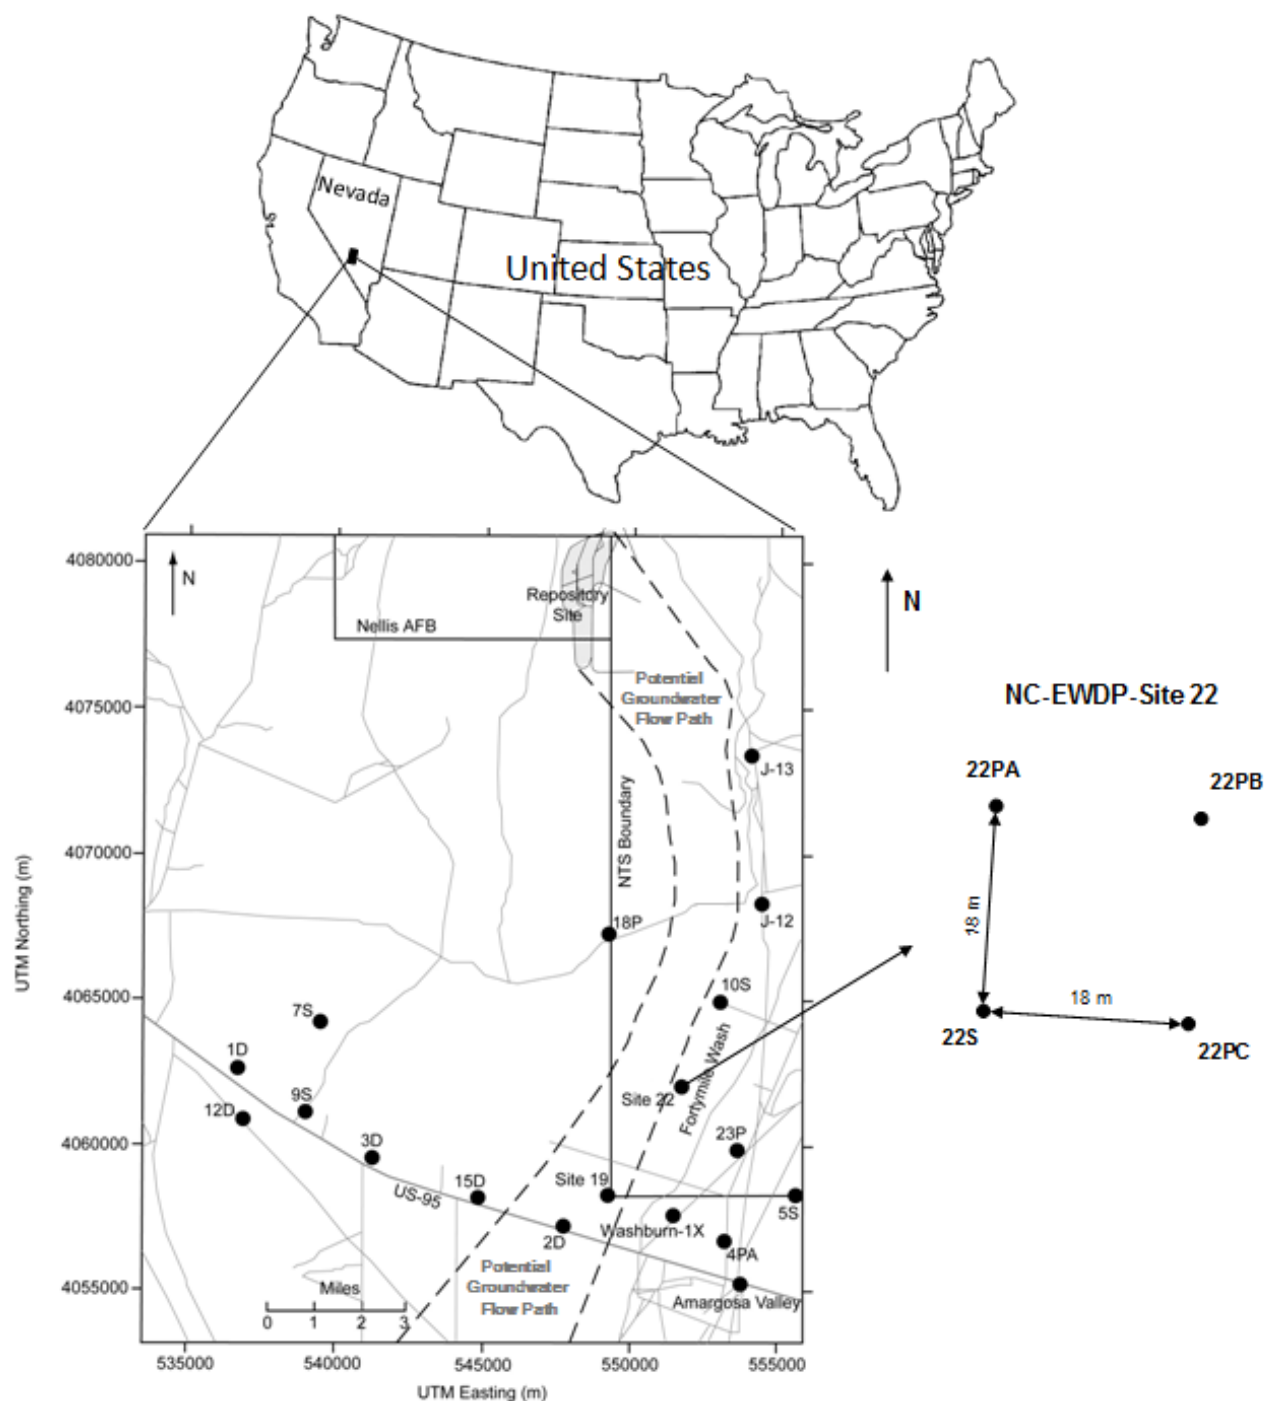 Nevada
United States
4080000
N
Repository
Site
Nellis AFB
N
Potential
Groundwater
Flow Path
NC-EWDP-Site 22
4075000
J-13
22PA
22PB
NTS Boundary
4070000
18P
J-12
18 m
UTM Northing (m)
4065000
7S
10S
18 m
22S
22PC
1D
Fortymile Wash
12D
9S
Site 22
4060000
3D
23P
15D
Site 19
US-95
5S
2D
Washburn-1X
4PA
Potential
Groundwater
Flow Path
4055000
Miles
Amargosa Valley
0 1 2 3
535000 540000 545000 550000 555000
UTM Easting (m)